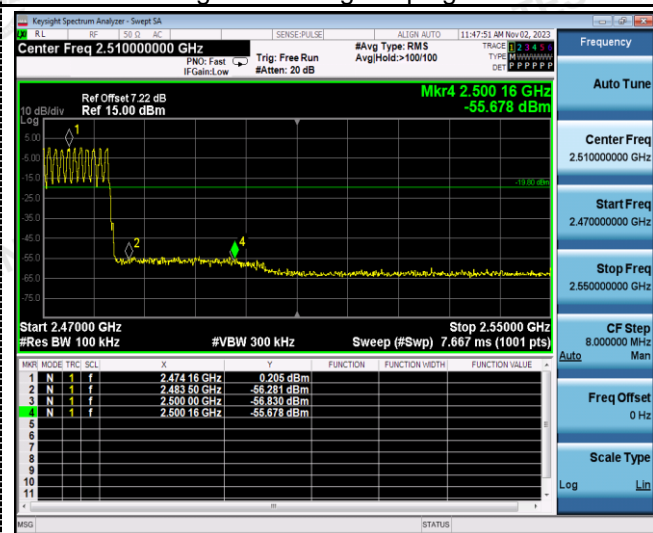 Keysight Spectrum Analyzer - Swept SA
RL RF 50 Ω AC SENSE:PULSE ALIGN AUTO 11:47:51 AM Nov 02, 2023
Center Freq 2.510000000 GHz
PNO: Fast
IFGain:Low
Trig: Free Run
#Atten: 20 dB
#Avg Type: RMS
Avg|Hold:>100/100
TRACE 1 2 3 4 5 6
TYPE M W W W W W
DET P P P P P P
Frequency
Ref Offset 7.22 dB
Ref 15.00 dBm
10 dB/div
Log
Mkr4 2.500 16 GHz
-55.678 dBm
5.00
-5.00
-15.0
-25.0
-35.0
-45.0
-55.0
-65.0
-75.0
1
2
4
-19.80 dBm
Start 2.47000 GHz Stop 2.55000 GHz
#Res BW 100 kHz #VBW 300 kHz Sweep (#Swp) 7.667 ms (1001 pts)
MKR MODE TRC SCL X Y FUNCTION FUNCTION WIDTH FUNCTION VALUE
1 N 1 f 2.474 16 GHz 0.205 dBm
2 N 1 f 2.483 50 GHz -56.281 dBm
3 N 1 f 2.500 00 GHz -56.830 dBm
4 N 1 f 2.500 16 GHz -55.678 dBm
5
6
7
8
9
10
11
MSG STATUS
Auto Tune
Center Freq
2.510000000 GHz
Start Freq
2.470000000 GHz
Stop Freq
2.550000000 GHz
CF Step
8.000000 MHz
Auto Man
Freq Offset
0 Hz
Scale Type
Log Lin